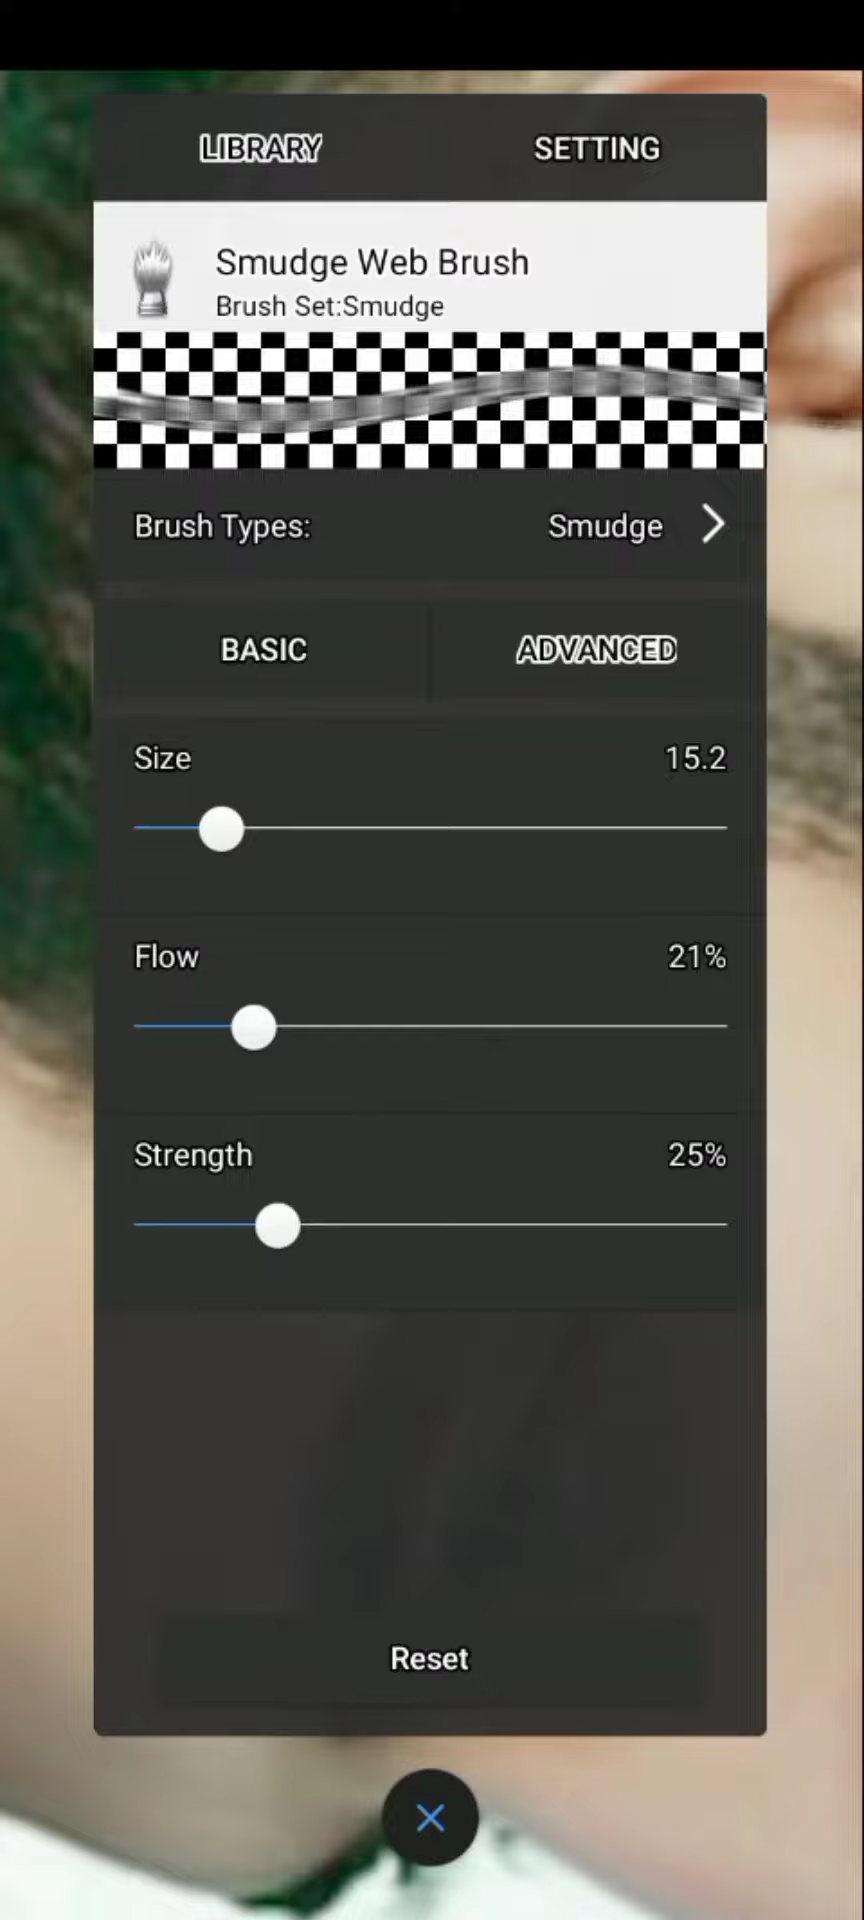 LIBRARY SETTING
Smudge Web Brush
Brush Set:Smudge
Brush Types: Smudge
BASIC ADVANCED
Size 15.2
Flow 21%
Strength 25%
Reset